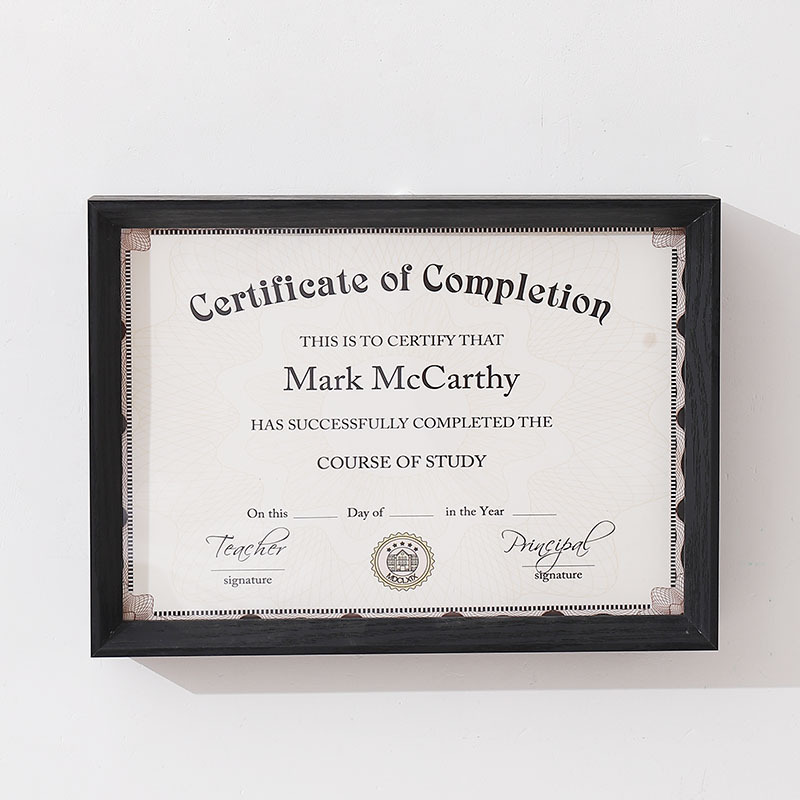 Certificate of Completion
THIS IS TO CERTIFY THAT
Mark McCarthy
HAS SUCCESSFULLY COMPLETED THE
COURSE OF STUDY
On this ______ Day of ______ in the Year ______
Teacher
signature
MDCLXIX
Principal
signature